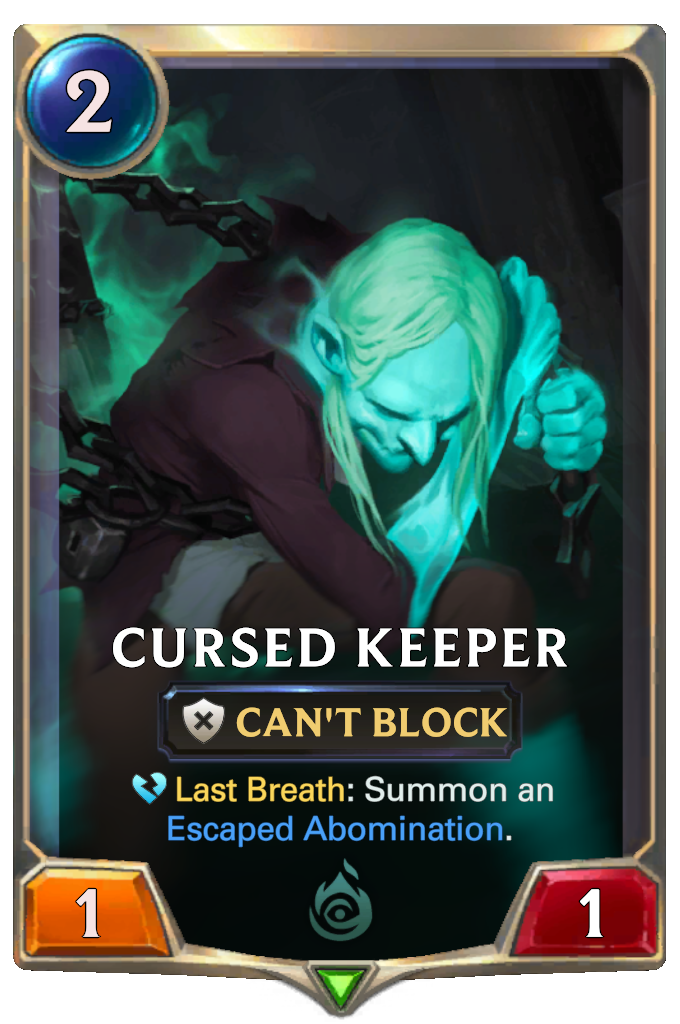 2
CURSED KEEPER
CAN'T BLOCK
Last Breath: Summon an
Escaped Abomination.
1
1